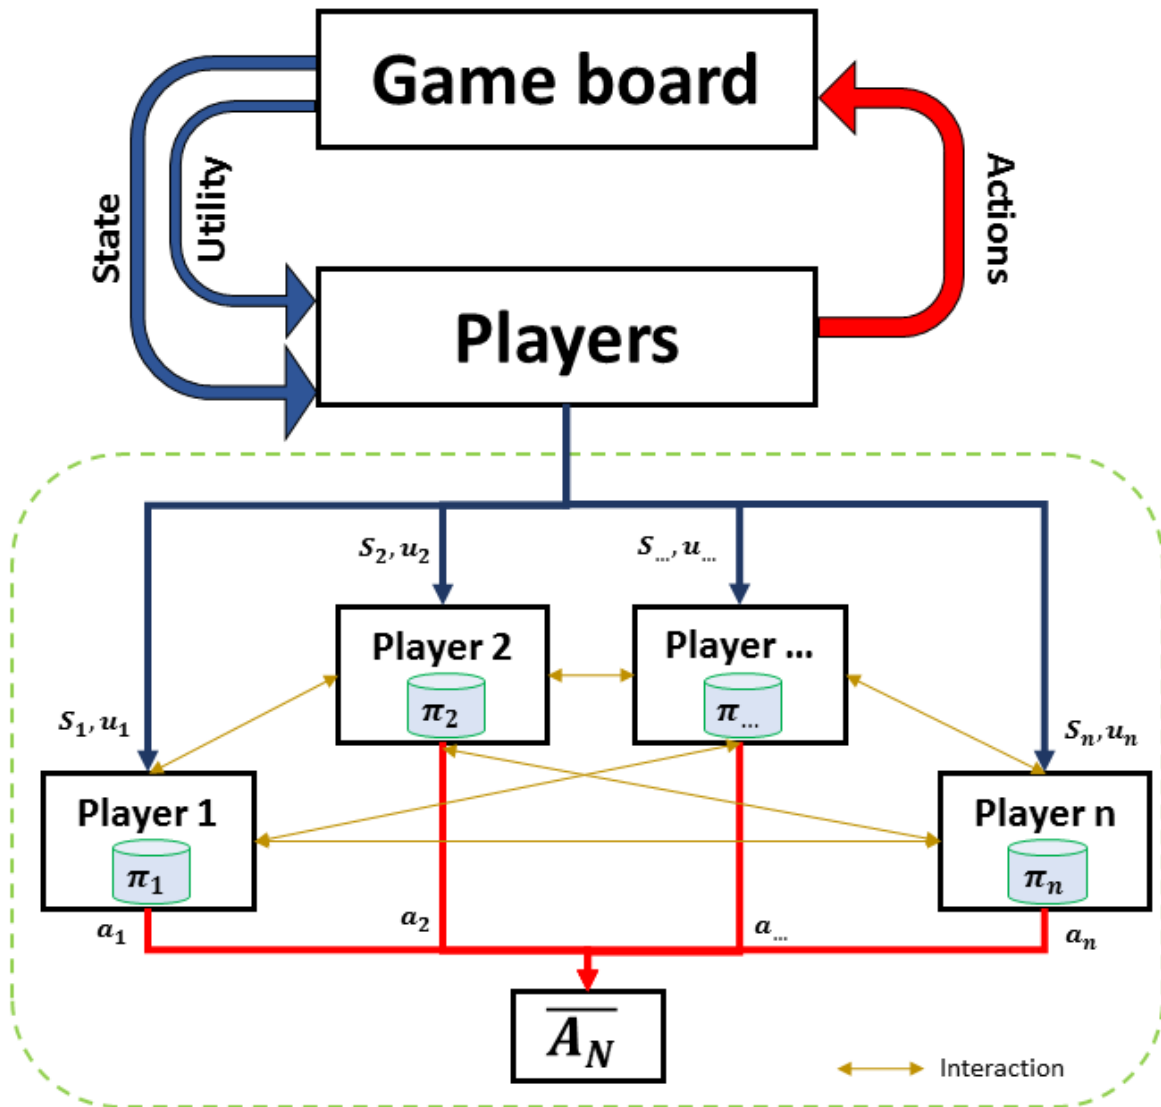 Game board
State
Utility
Actions
Players
S₂, u₂
S..., u...
Player 2
π₂
Player ...
π...
S₁, u₁
Sₙ, uₙ
Player 1
π₁
Player n
πₙ
a₁
a₂
a...
aₙ
A̅_N̅
Interaction